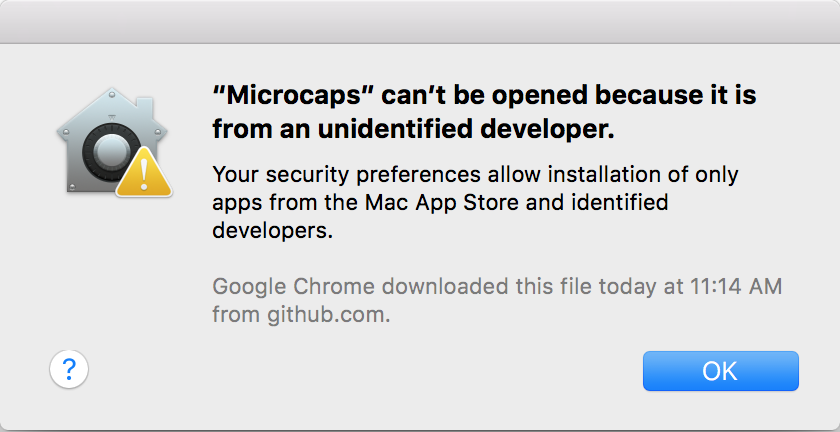 “Microcaps” can’t be opened because it is
from an unidentified developer.
Your security preferences allow installation of only
apps from the Mac App Store and identified
developers.
Google Chrome downloaded this file today at 11:14 AM
from github.com.
?
OK